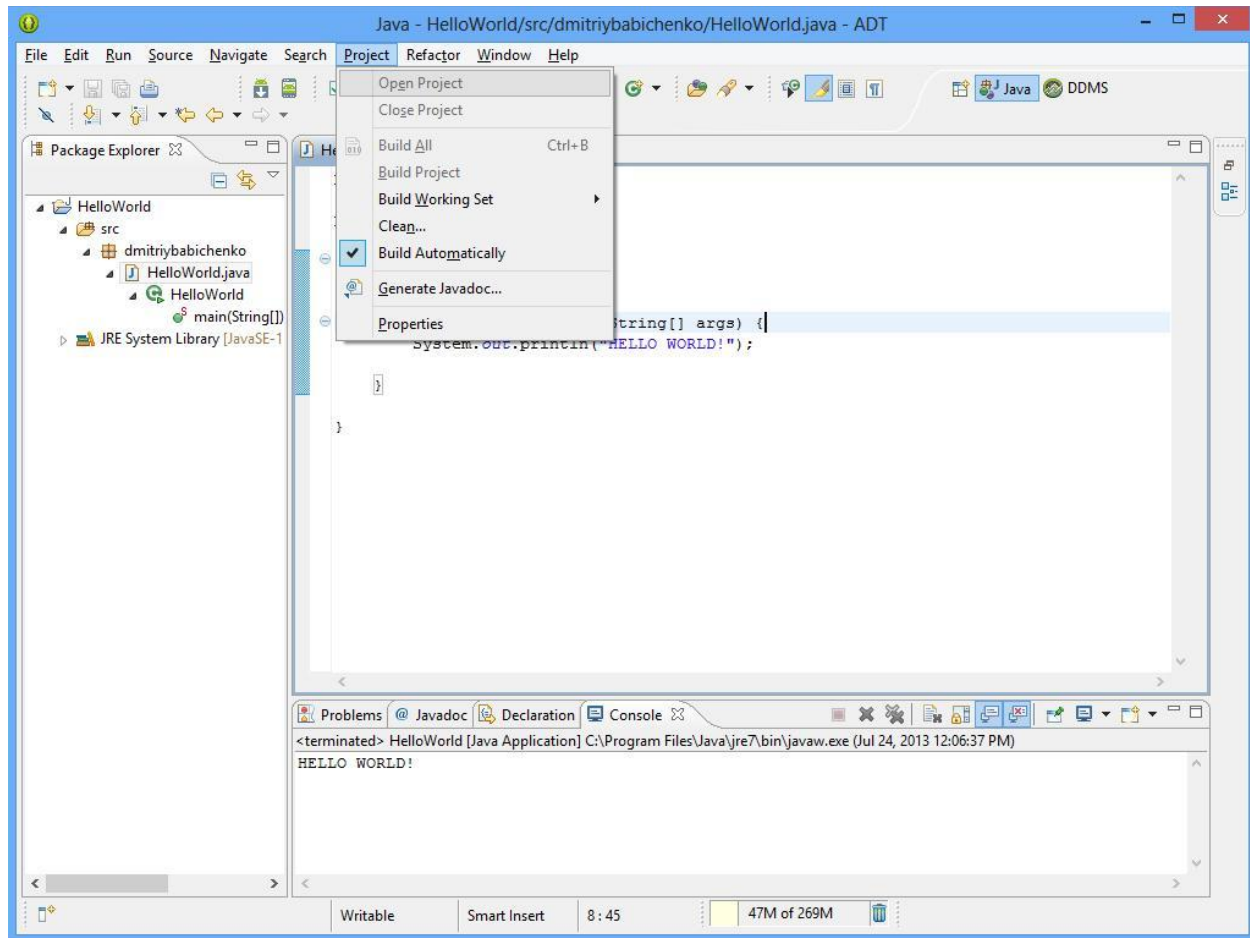 Java - HelloWorld/src/dmitriybabichenko/HelloWorld.java - ADT
File Edit Run Source Navigate Search Project Refactor Window Help
Java DDMS
Open Project
Close Project
Build All Ctrl+B
Build Project
Build Working Set
Clean...
Build Automatically
Generate Javadoc...
Properties
Package Explorer
HelloWorld
src
dmitriybabichenko
HelloWorld.java
HelloWorld
main(String[])
JRE System Library [JavaSE-1
He
String[] args) {
System.out.println("HELLO WORLD!");
}
}
Problems @ Javadoc Declaration Console
<terminated> HelloWorld [Java Application] C:\Program Files\Java\jre7\bin\javaw.exe (Jul 24, 2013 12:06:37 PM)
HELLO WORLD!
Writable Smart Insert 8 : 45 47M of 269M